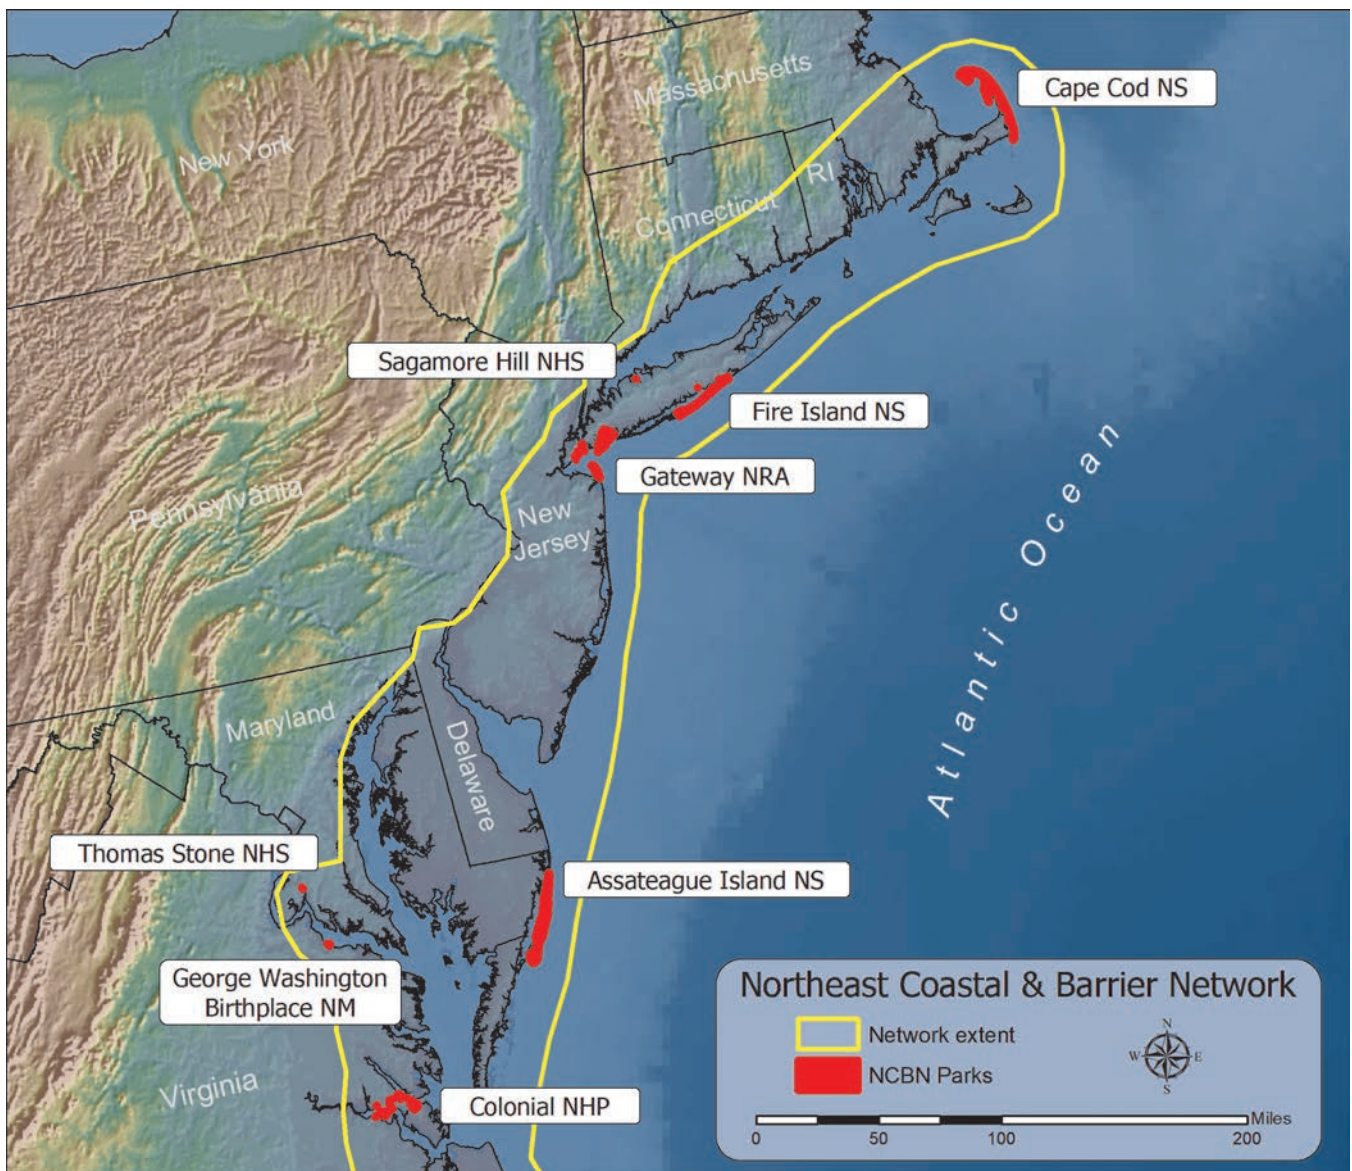 Cape Cod NS
Massachusetts
New York
RI
Connecticut
Sagamore Hill NHS
Fire Island NS
Gateway NRA
Pennsylvania
New
Jersey
Atlantic Ocean
Maryland
Delaware
Thomas Stone NHS
Assateague Island NS
George Washington
Birthplace NM
Virginia
Colonial NHP
Northeast Coastal & Barrier Network
Network extent
NCBN Parks
N
W E
S
Miles
0 50 100 200